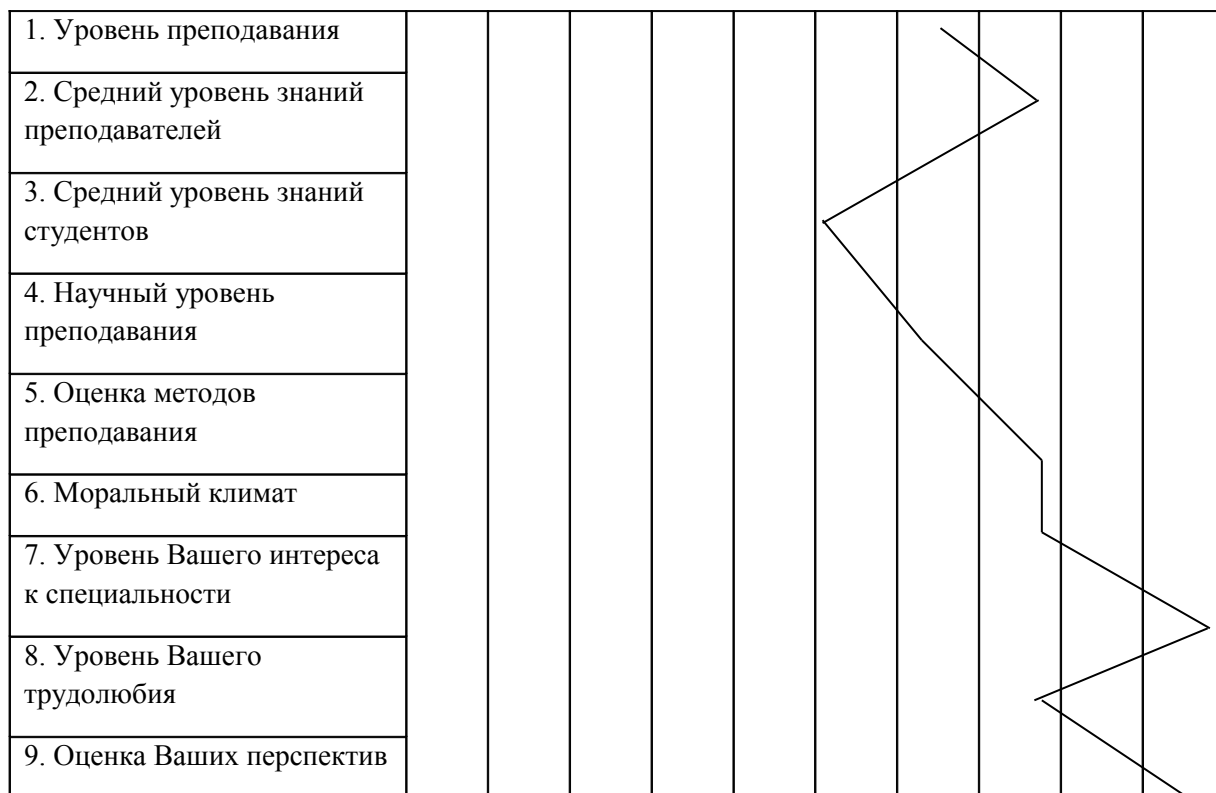 1. Уровень преподавания
2. Средний уровень знаний
преподавателей
3. Средний уровень знаний
студентов
4. Научный уровень
преподавания
5. Оценка методов
преподавания
6. Моральный климат
7. Уровень Вашего интереса
к специальности
8. Уровень Вашего
трудолюбия
9. Оценка Ваших перспектив